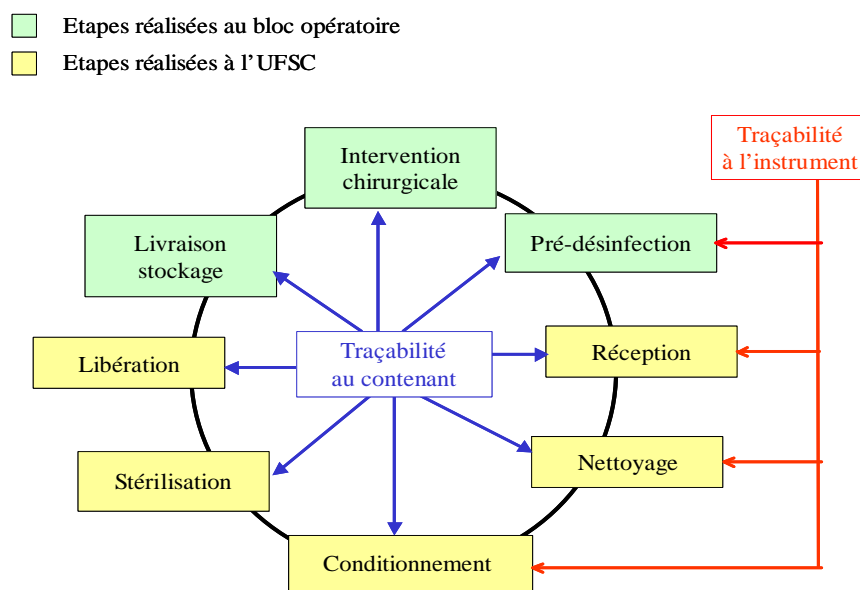 Etapes réalisées au bloc opératoire
Etapes réalisées à l'UFSC
Traçabilité
à l'instrument
Intervention
chirurgicale
Livraison
stockage
Pré-désinfection
Libération
Traçabilité
au contenant
Réception
Stérilisation
Nettoyage
Conditionnement